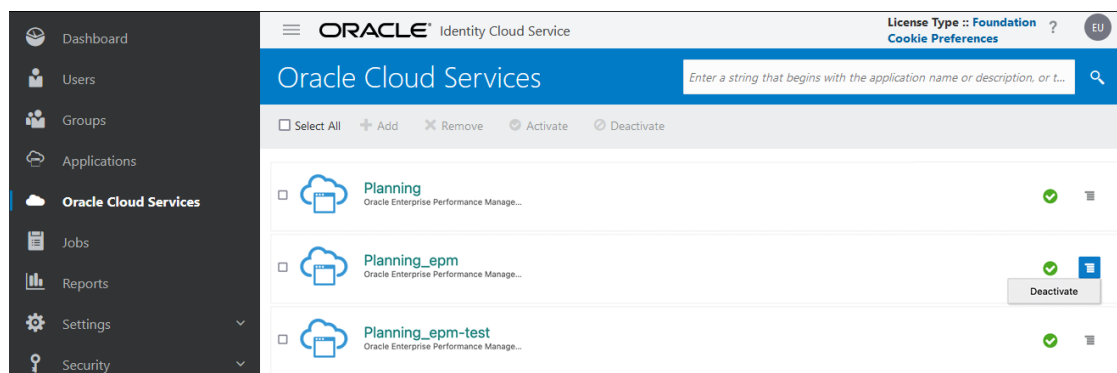 Dashboard
Users
Groups
Applications
Oracle Cloud Services
Jobs
Reports
Settings
Security
ORACLE® Identity Cloud Service
License Type :: Foundation
Cookie Preferences
?
EU
Oracle Cloud Services
Enter a string that begins with the application name or description, or t...
Select All Add Remove Activate Deactivate
Planning
Oracle Enterprise Performance Manage...
Planning_epm
Oracle Enterprise Performance Manage...
Deactivate
Planning_epm-test
Oracle Enterprise Performance Manage...